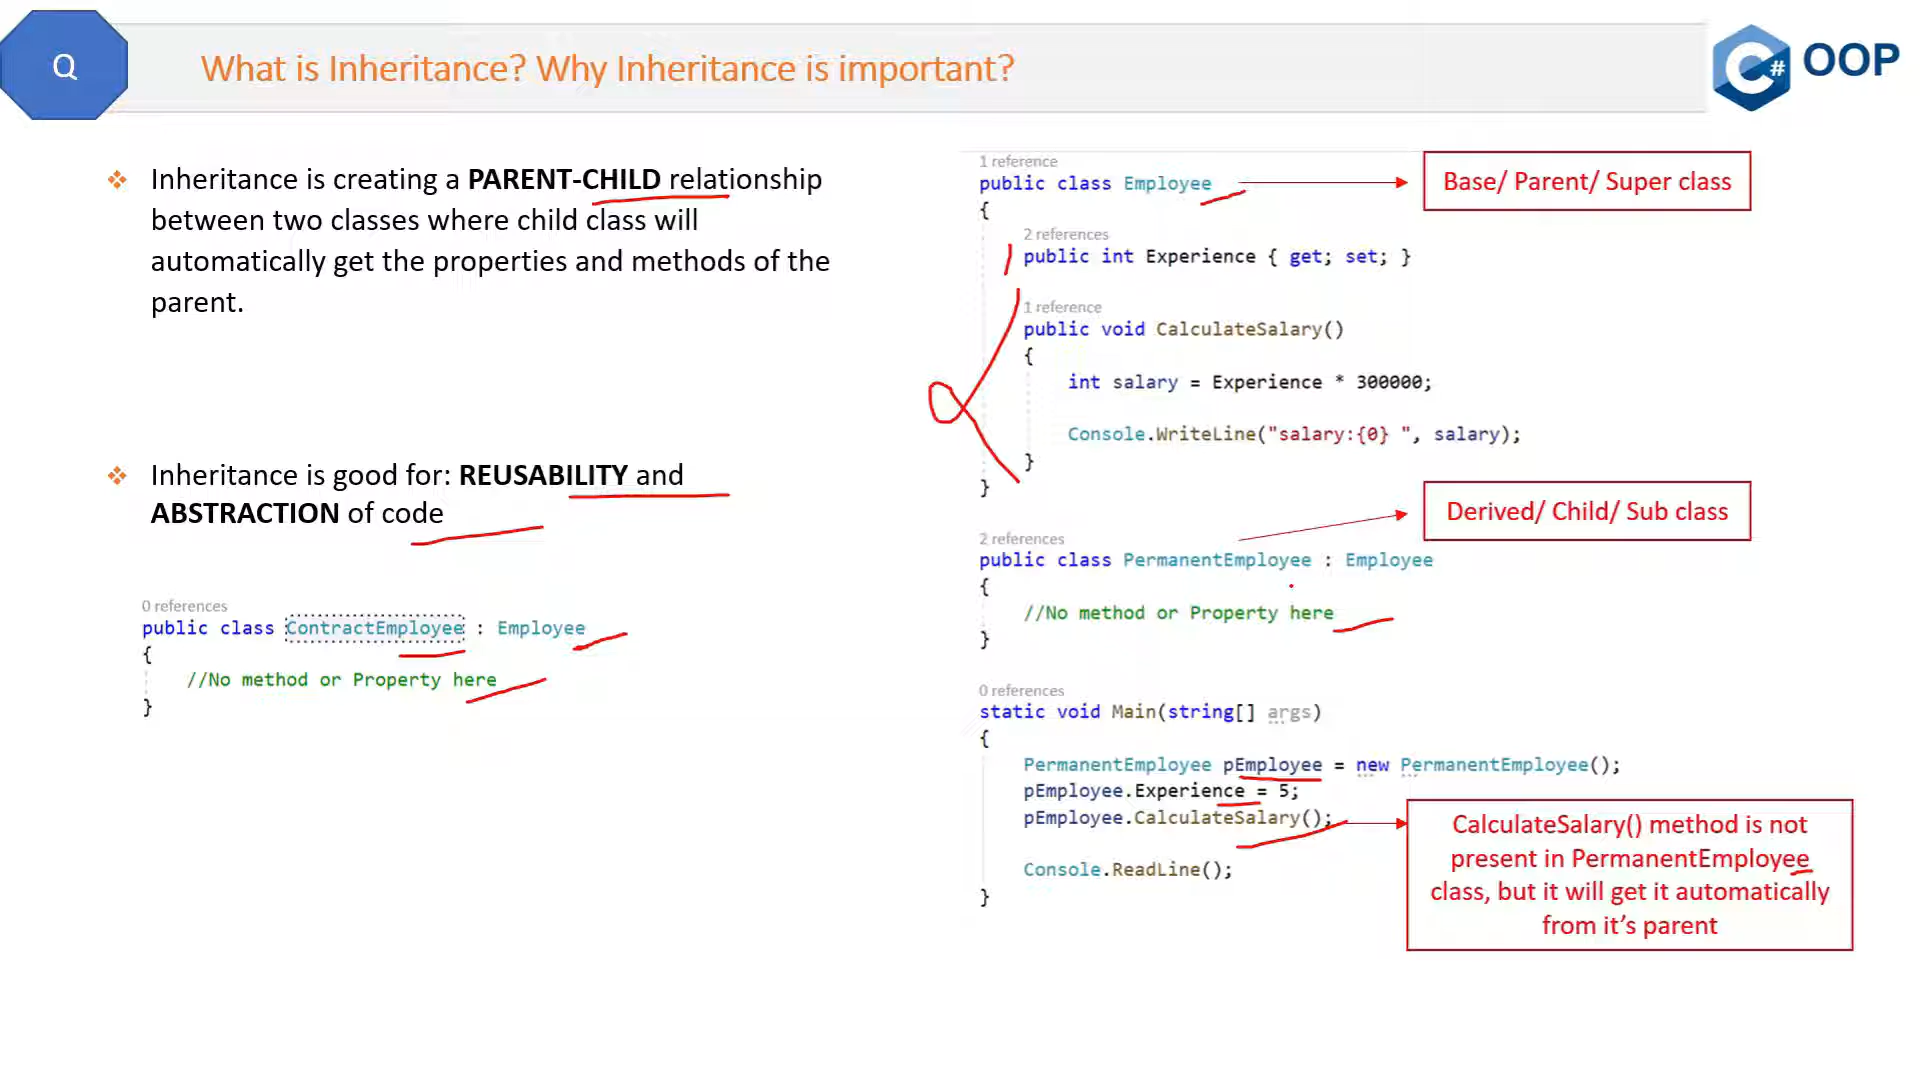 Q
What is Inheritance? Why Inheritance is important?
C# OOP
❖ Inheritance is creating a PARENT-CHILD relationship
between two classes where child class will
automatically get the properties and methods of the
parent.
❖ Inheritance is good for: REUSABILITY and
ABSTRACTION of code
0 references
public class ContractEmployee : Employee
{
//No method or Property here
}
1 reference
public class Employee
Base/ Parent/ Super class
{
2 references
public int Experience { get; set; }
1 reference
public void CalculateSalary()
{
int salary = Experience * 300000;
Console.WriteLine("salary:{0} ", salary);
}
}
Derived/ Child/ Sub class
2 references
public class PermanentEmployee : Employee
{
//No method or Property here
}
0 references
static void Main(string[] args)
{
PermanentEmployee pEmployee = new PermanentEmployee();
pEmployee.Experience = 5;
pEmployee.CalculateSalary();
Console.ReadLine();
}
CalculateSalary() method is not
present in PermanentEmployee
class, but it will get it automatically
from it’s parent